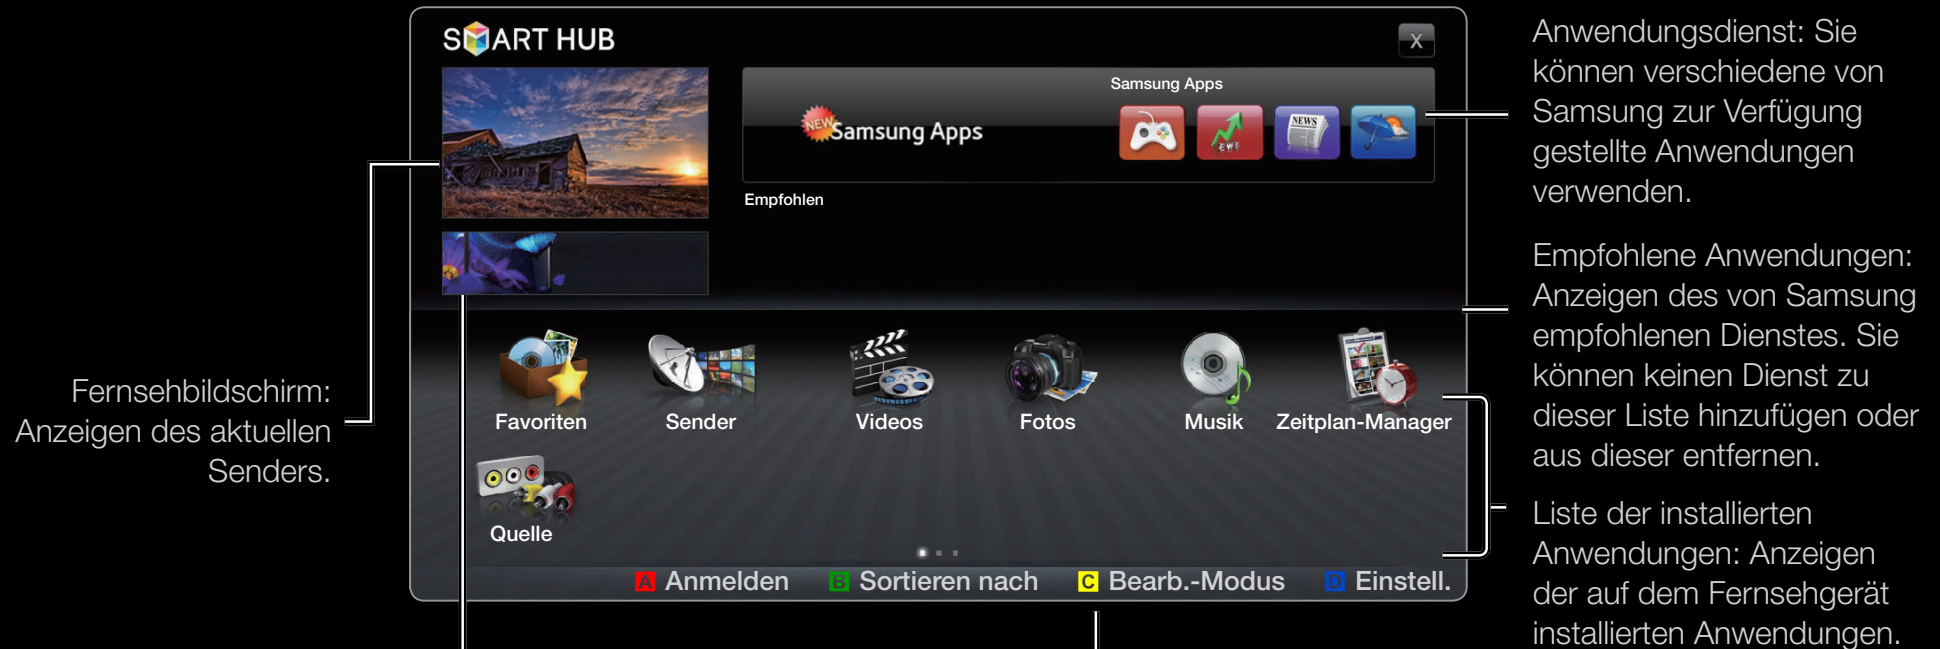 SMART HUB
X
Samsung Apps
NEW
Samsung Apps
NEWS
Empfohlen
Favoriten
Sender
Videos
Fotos
Musik
Zeitplan-Manager
Quelle
A Anmelden
B Sortieren nach
C Bearb.-Modus
D Einstell.
Fernsehbildschirm:
Anzeigen des aktuellen
Senders.
Anwendungsdienst: Sie
können verschiedene von
Samsung zur Verfügung
gestellte Anwendungen
verwenden.
Empfohlene Anwendungen:
Anzeigen des von Samsung
empfohlenen Dienstes. Sie
können keinen Dienst zu
dieser Liste hinzufügen oder
aus dieser entfernen.
Liste der installierten
Anwendungen: Anzeigen
der auf dem Fernsehgerät
installierten Anwendungen.